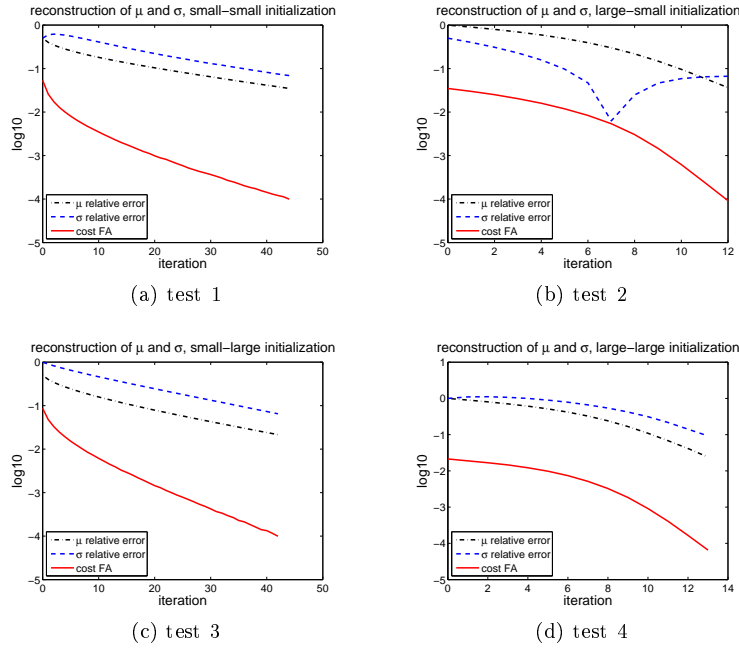 reconstruction of μ and σ, small−small initialization
0
−1
−2
−3
−4
−5
log10
μ relative error
σ relative error
cost FA
0 10 20 30 40 50
iteration
(a) test 1
reconstruction of μ and σ, large−small initialization
0
−1
−2
−3
−4
−5
log10
μ relative error
σ relative error
cost FA
0 2 4 6 8 10 12
iteration
(b) test 2
reconstruction of μ and σ, small−large initialization
0
−1
−2
−3
−4
−5
log10
μ relative error
σ relative error
cost FA
0 10 20 30 40 50
iteration
(c) test 3
reconstruction of μ and σ, large−large initialization
1
0
−1
−2
−3
−4
−5
log10
μ relative error
σ relative error
cost FA
0 2 4 6 8 10 12 14
iteration
(d) test 4